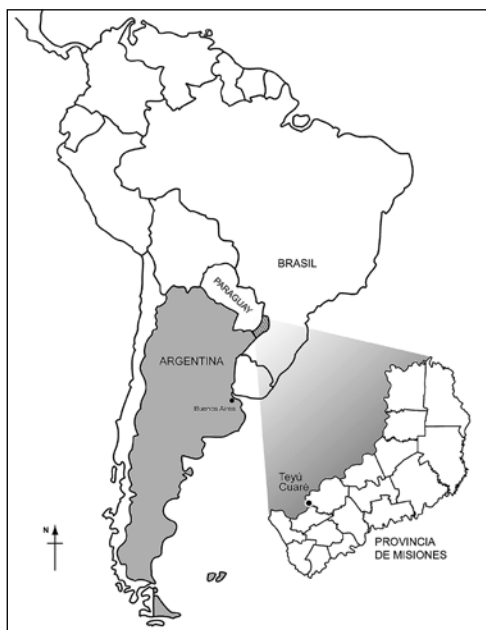 BRASIL
PARAGUAY
ARGENTINA
Buenos Aires
Teyú
Cuaré
N
PROVINCIA
DE MISIONES